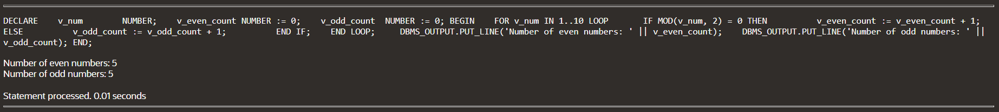 DECLARE    v_num        NUMBER;    v_even_count NUMBER := 0;    v_odd_count  NUMBER := 0; BEGIN    FOR v_num IN 1..10 LOOP       IF MOD(v_num, 2) = 0 THEN          v_even_count := v_even_count + 1;
ELSE          v_odd_count := v_odd_count + 1;          END IF;    END LOOP;     DBMS_OUTPUT.PUT_LINE('Number of even numbers: ' || v_even_count);    DBMS_OUTPUT.PUT_LINE('Number of odd numbers: ' ||
v_odd_count); END;
Number of even numbers: 5
Number of odd numbers: 5
Statement processed. 0.01 seconds